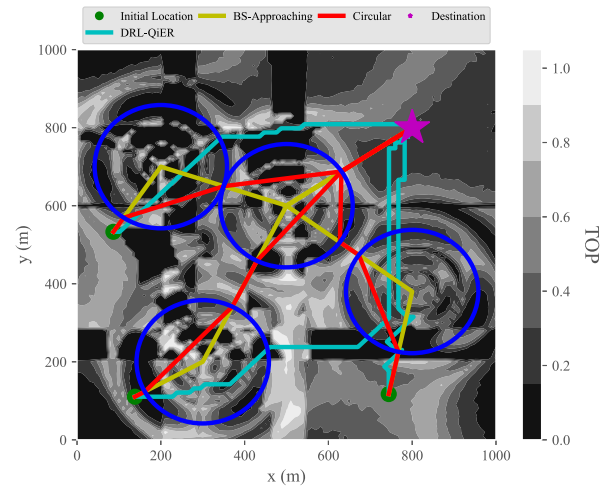 Initial Location BS-Approaching Circular Destination
DRL-QiER
1000
800
600
400
200
0
y (m)
0 200 400 600 800 1000
x (m)
1.0
0.8
0.6
0.4
0.2
0.0
TOP